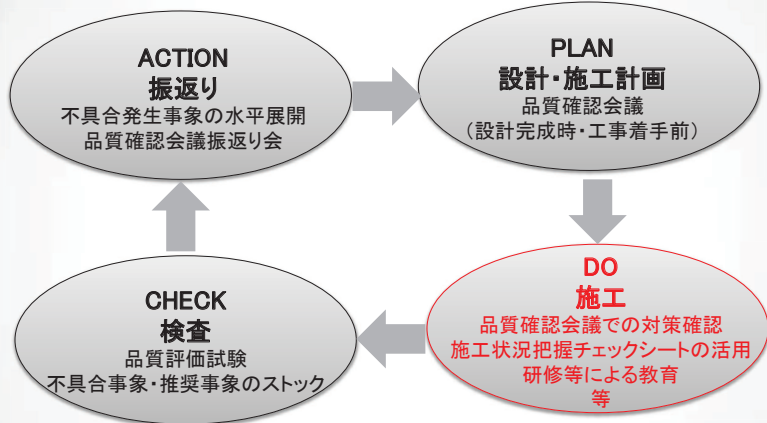 ACTION
振返り
不具合発生事象の水平展開
品質確認会議振返り会
PLAN
設計・施工計画
品質確認会議
(設計完成時・工事着手前)
DO
施工
品質確認会議での対策確認
施工状況把握チェックシートの活用
研修等による教育
等
CHECK
検査
品質評価試験
不具合事象・推奨事象のストック